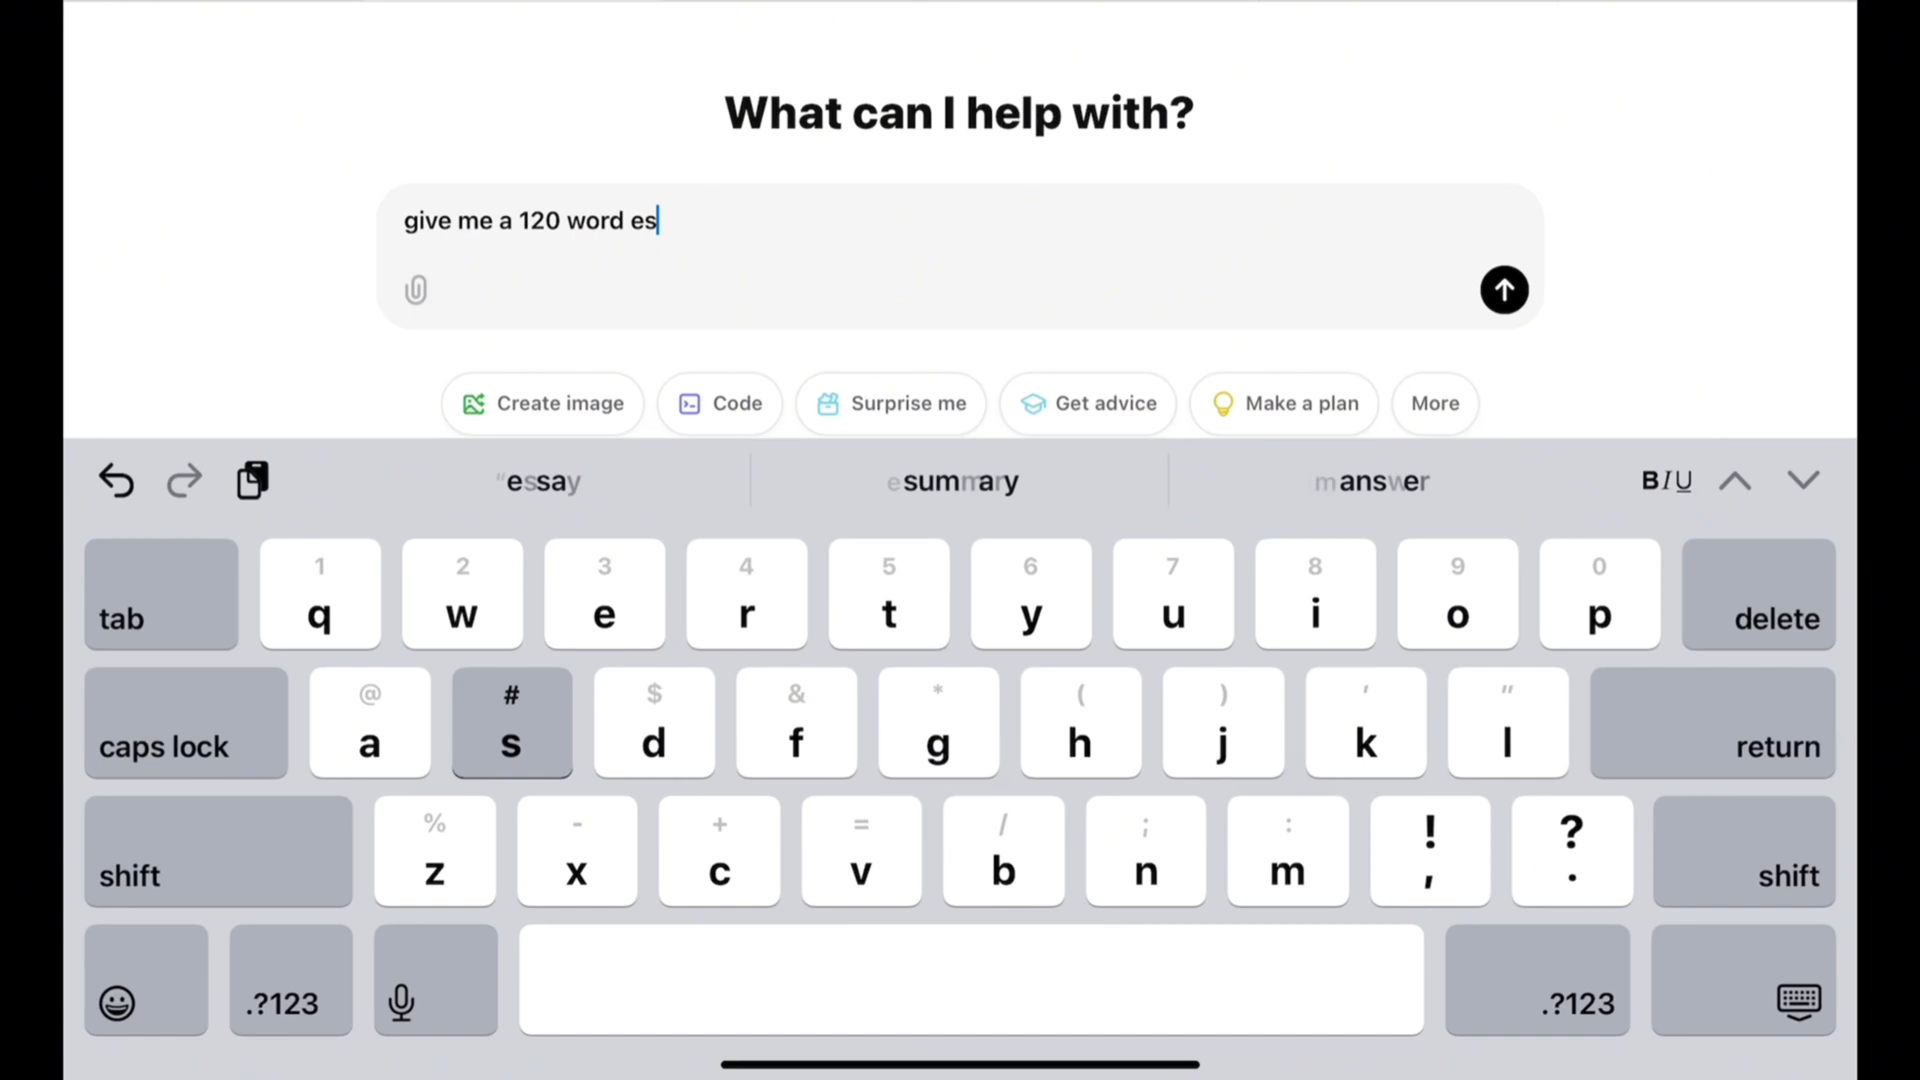 What can I help with?
give me a 120 word es
Create image Code Surprise me Get advice Make a plan More
essay summary answer BIU
1 2 3 4 5 6 7 8 9 0
tab q w e r t y u i o p delete
@ # $ & * ( ) ' "
caps lock a s d f g h j k l return
% - + = / ; : ! ?
shift z x c v b n m , . shift
.?123 .?123